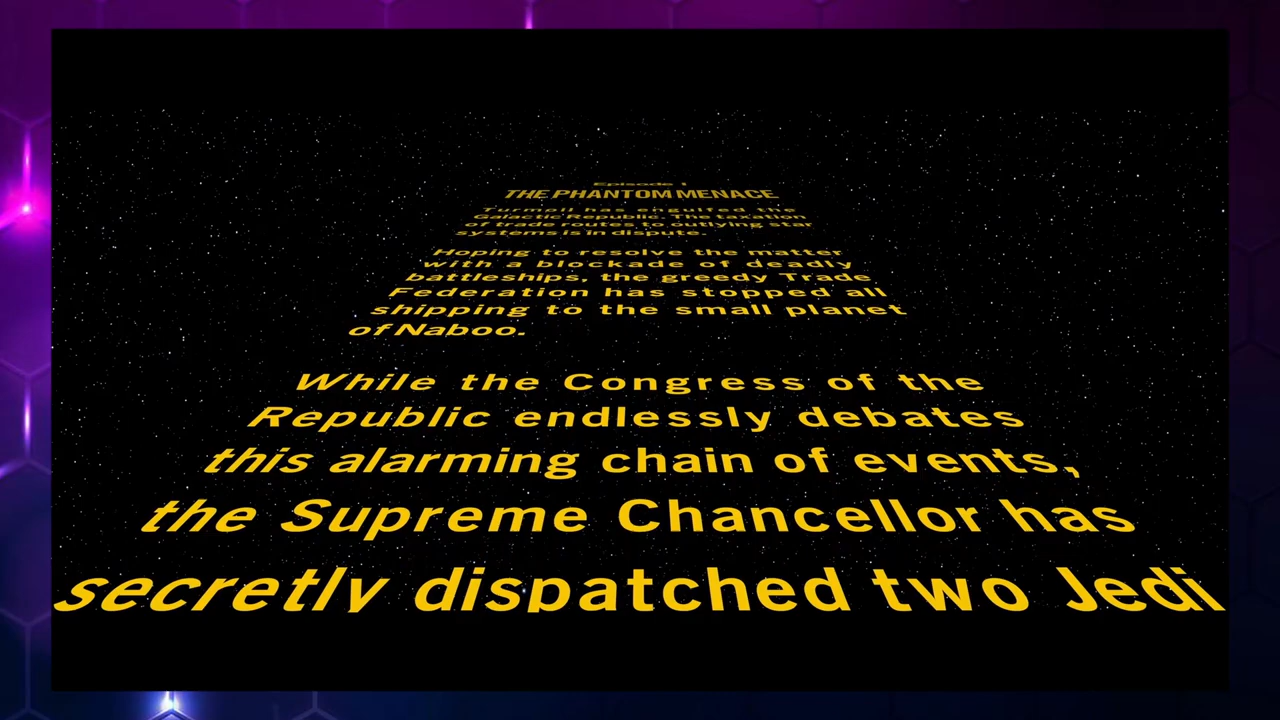 Episode I
THE PHANTOM MENACE
Turmoil has engulfed the
Galactic Republic. The taxation
of trade routes to outlying star
systems is in dispute.
Hoping to resolve the matter
with a blockade of deadly
battleships, the greedy Trade
Federation has stopped all
shipping to the small planet
of Naboo.
While the Congress of the
Republic endlessly debates
this alarming chain of events,
the Supreme Chancellor has
secretly dispatched two Jedi